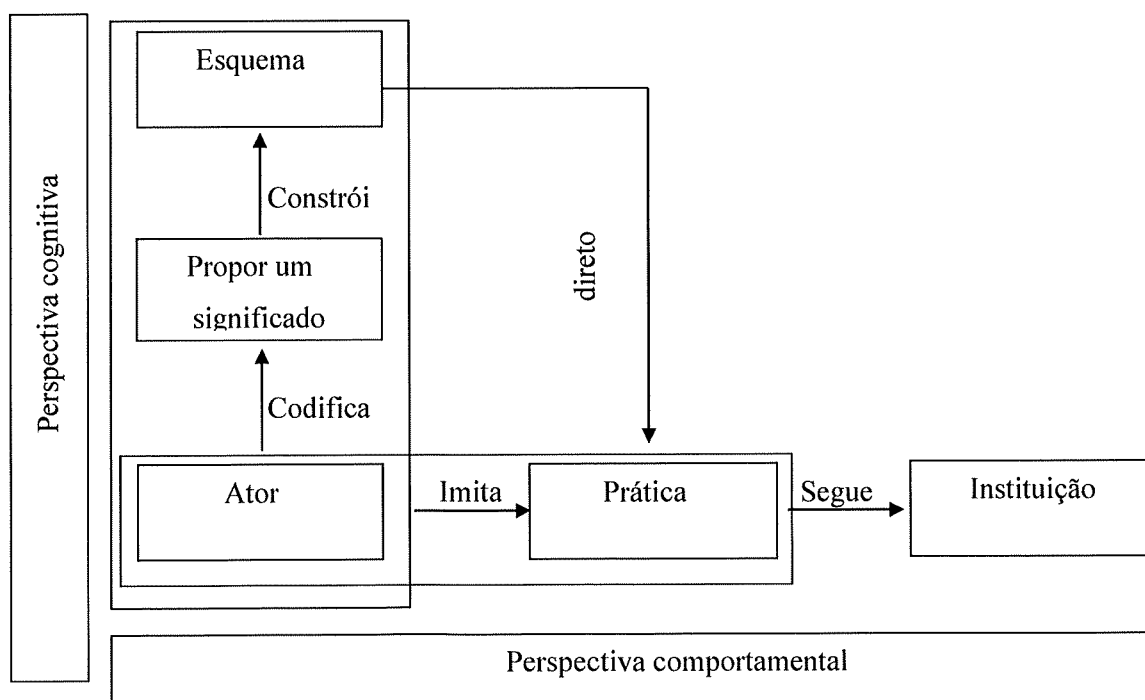 Esquema
Constrói
Propor um
significado
Codifica
direto
Perspectiva cognitiva
Ator
Imita
Prática
Segue
Instituição
Perspectiva comportamental